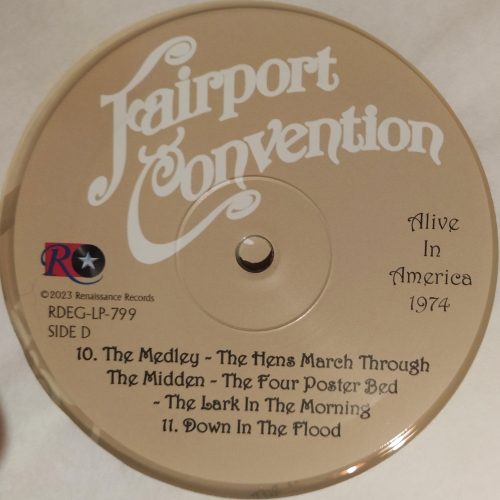 Fairport
Convention
Alive
In
America
1974
R
©2023 Renaissance Records
RDEG-LP-799
SIDE D
10. The Medley - The Hens March Through
The Midden - The Four Poster Bed
- The Lark In The Morning
11. Down In The Flood